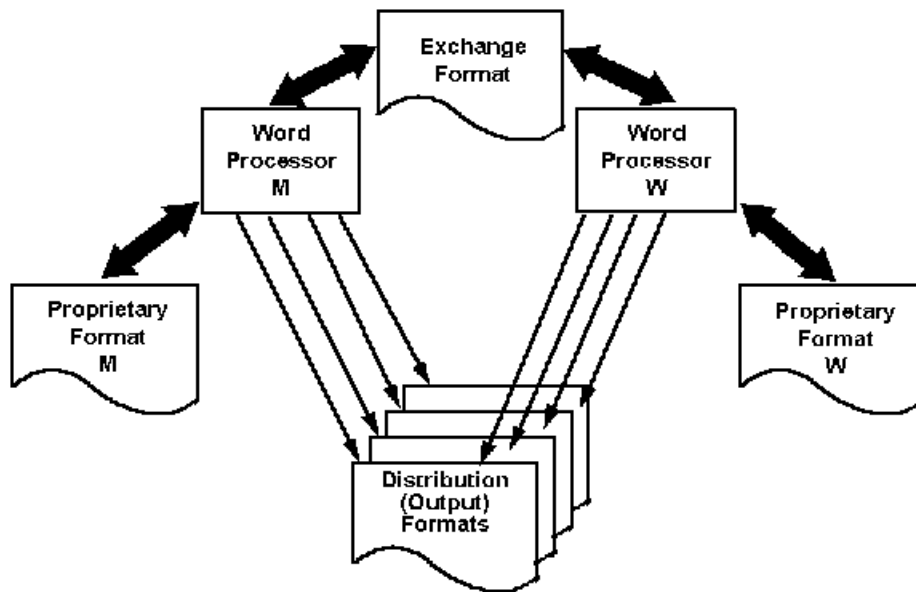 Exchange
Format
Word
Processor
M
Word
Processor
W
Proprietary
Format
M
Proprietary
Format
W
Distribution
(Output)
Formats